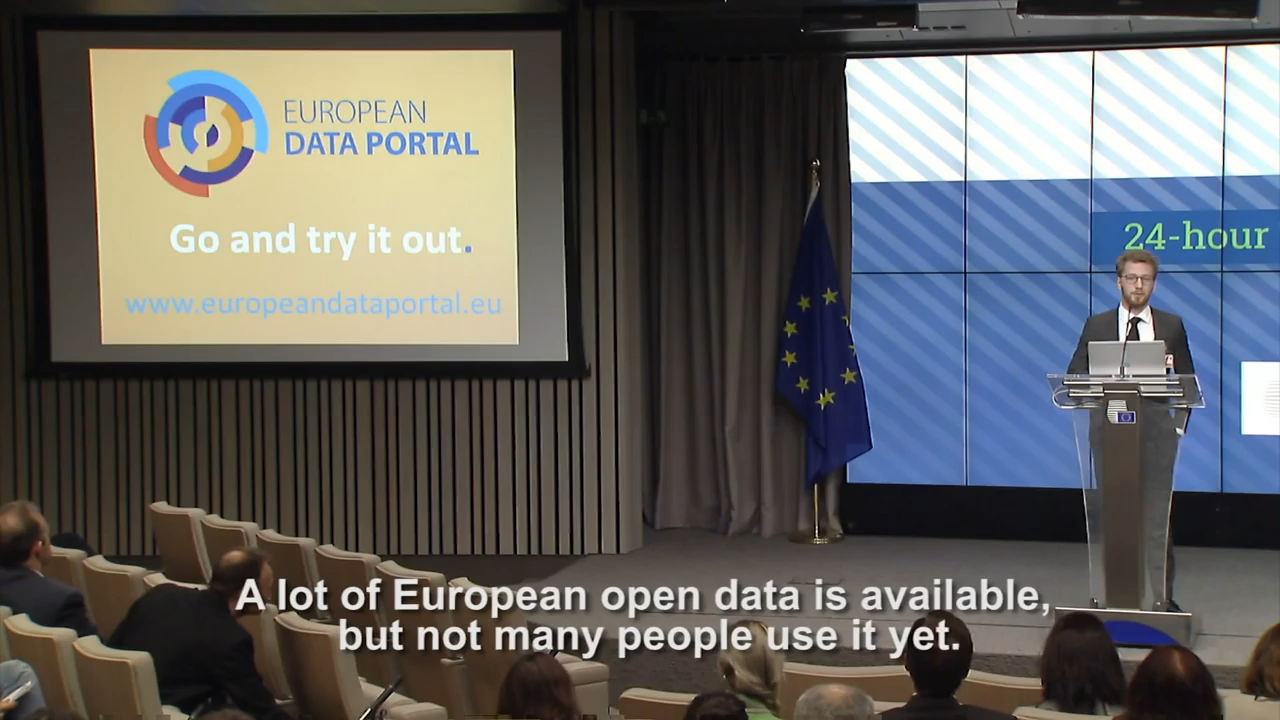 EUROPEAN
DATA PORTAL
Go and try it out.
www.europeandataportal.eu
24-hour
A lot of European open data is available,
but not many people use it yet.